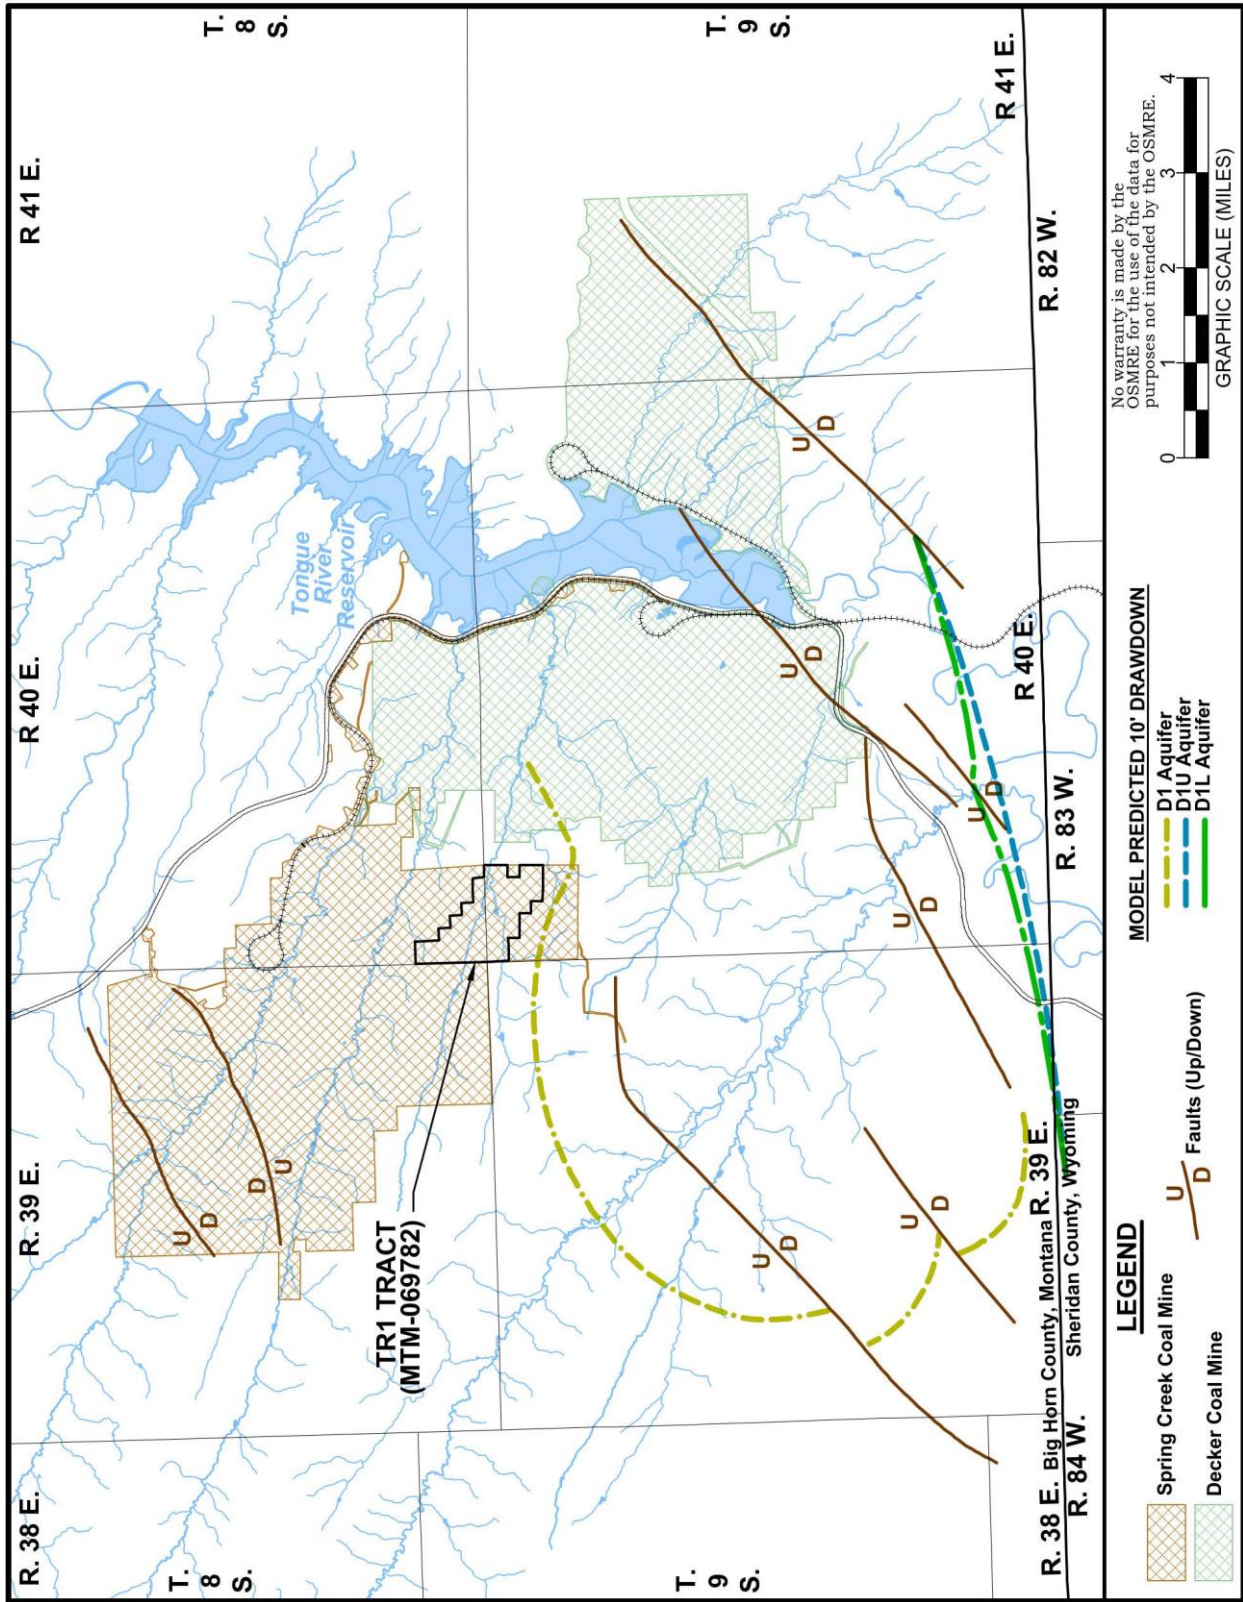 R. 38 E.
R. 39 E.
R 40 E.
R 41 E.
T.
8
S.
T.
8
S.
Tongue
River
Reservoir
U
D
D
U
TR1 TRACT
(MTM-069782)
T.
9
S.
T.
9
S.
U
D
U
D
U
D
U
D
U
D
U
D
R. 38 E.
Big Horn County, Montana
R. 39 E.
R 40 E.
R 41 E.
R. 84 W.
Sheridan County, Wyoming
R. 83 W.
R. 82 W.
LEGEND
Spring Creek Coal Mine
Decker Coal Mine
U
D
Faults (Up/Down)
MODEL PREDICTED 10' DRAWDOWN
D1 Aquifer
D1U Aquifer
D1L Aquifer
No warranty is made by the
OSMRE for the use of the data for
purposes not intended by the OSMRE.
0 1 2 3 4
GRAPHIC SCALE (MILES)